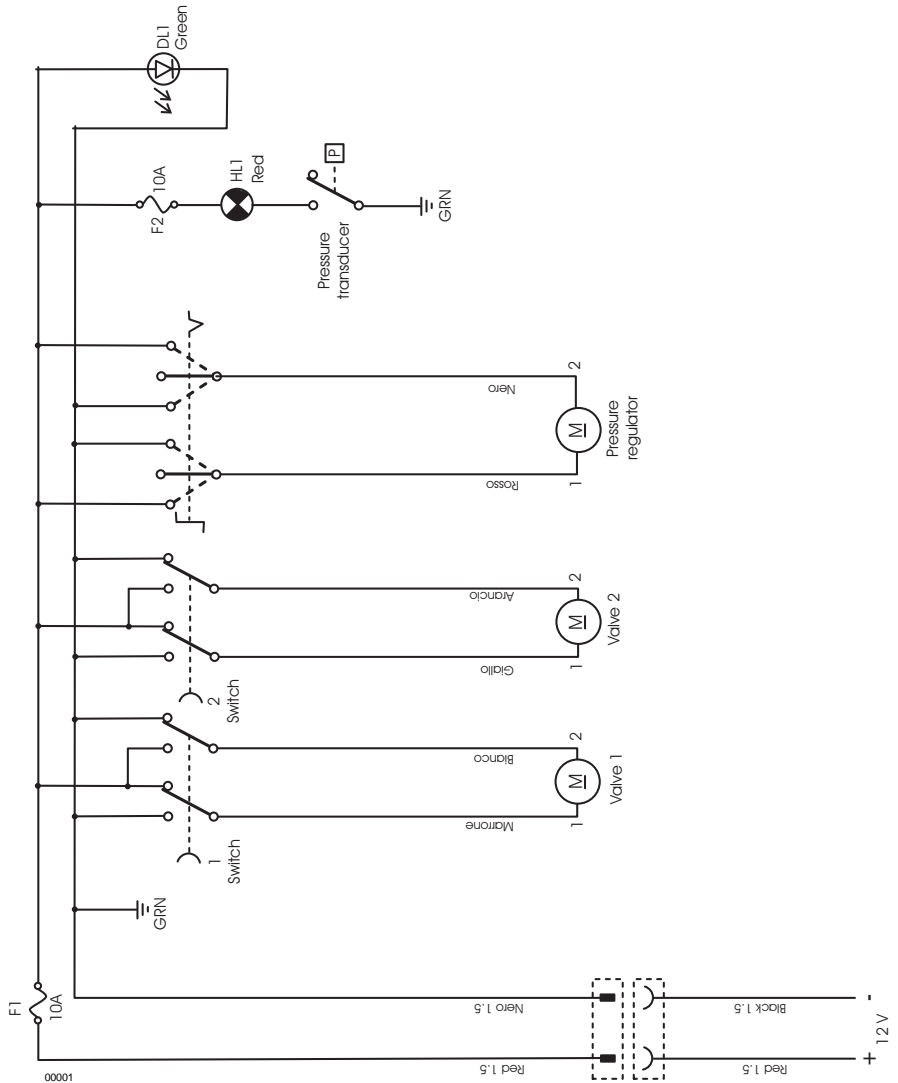 F1
10A
00001
Red 1.5
Nero 1.5
Red 1.5
Black 1.5
+
-
12 V
GRN
1
Switch
Marrone
Bianco
1
2
M
Valve 1
2
Switch
Giallo
Arancio
1
2
M
Valve 2
Rosso
Nero
1
2
M
Pressure
regulator
F2
10A
HL1
Red
P
Pressure
transducer
GRN
DL1
Green